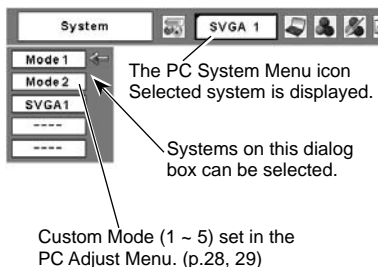 System
SVGA 1
Mode 1
Mode 2
SVGA1
----
----
The PC System Menu icon
Selected system is displayed.
Systems on this dialog
box can be selected.
Custom Mode (1 ~ 5) set in the
PC Adjust Menu. (p.28, 29)